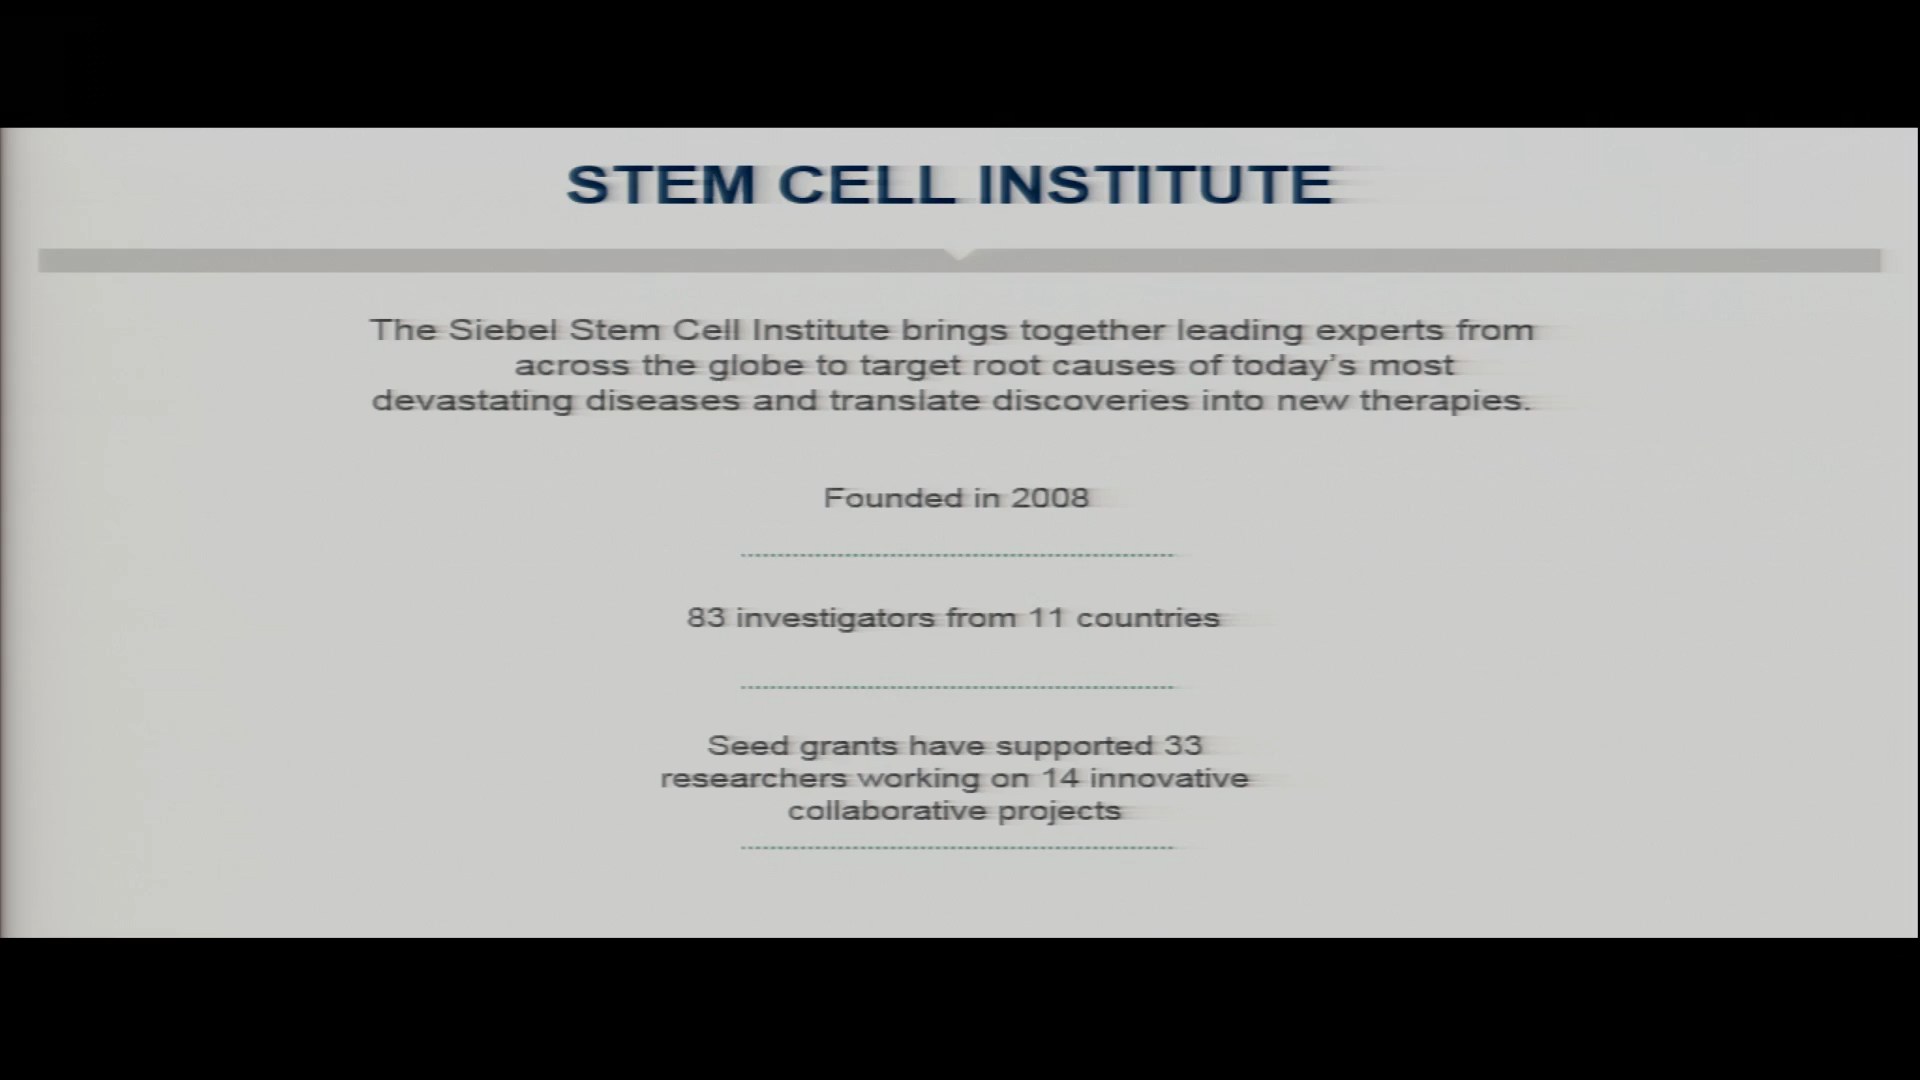 STEM CELL INSTITUTE
The Siebel Stem Cell Institute brings together leading experts from
across the globe to target root causes of today’s most
devastating diseases and translate discoveries into new therapies.
Founded in 2008
83 investigators from 11 countries
Seed grants have supported 33
researchers working on 14 innovative
collaborative projects